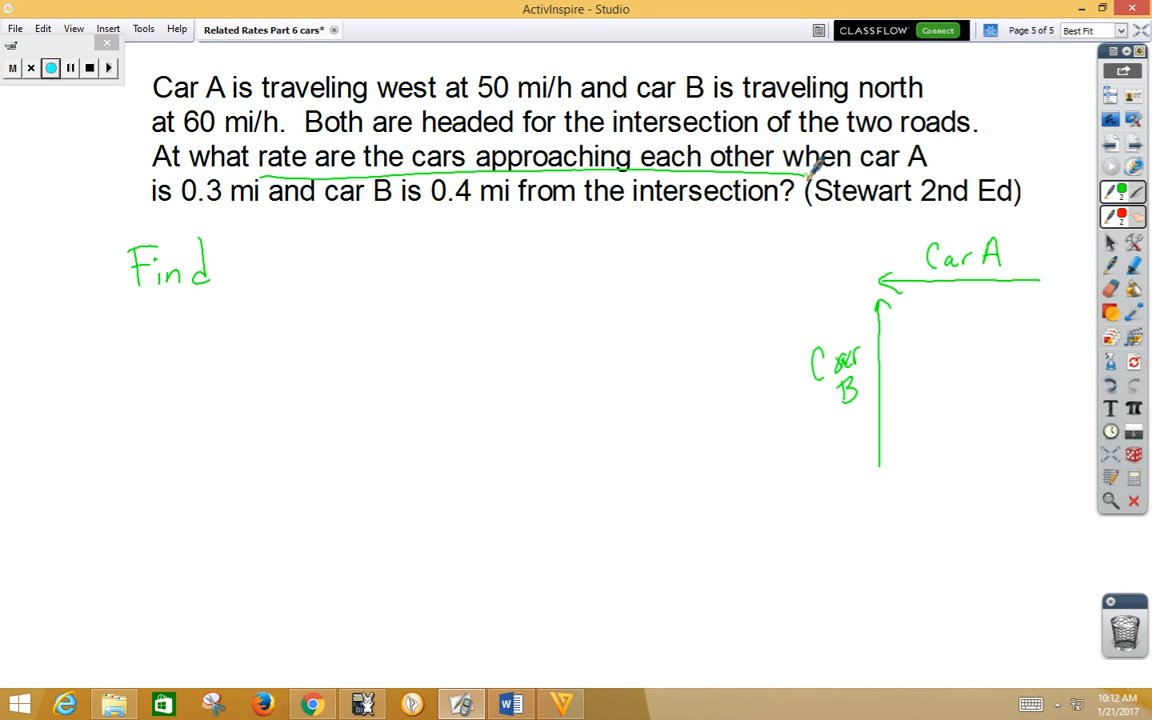 ActivInspire - Studio
File Edit View Insert Tools Help
Related Rates Part 6 cars*
CLASSFLOW Connect
Page 5 of 5
Best Fit
M
Car A is traveling west at 50 mi/h and car B is traveling north
at 60 mi/h. Both are headed for the intersection of the two roads.
At what rate are the cars approaching each other when car A
is 0.3 mi and car B is 0.4 mi from the intersection? (Stewart 2nd Ed)
Find
Car A
Car
B
2
2
T
10:12 AM
1/21/2017